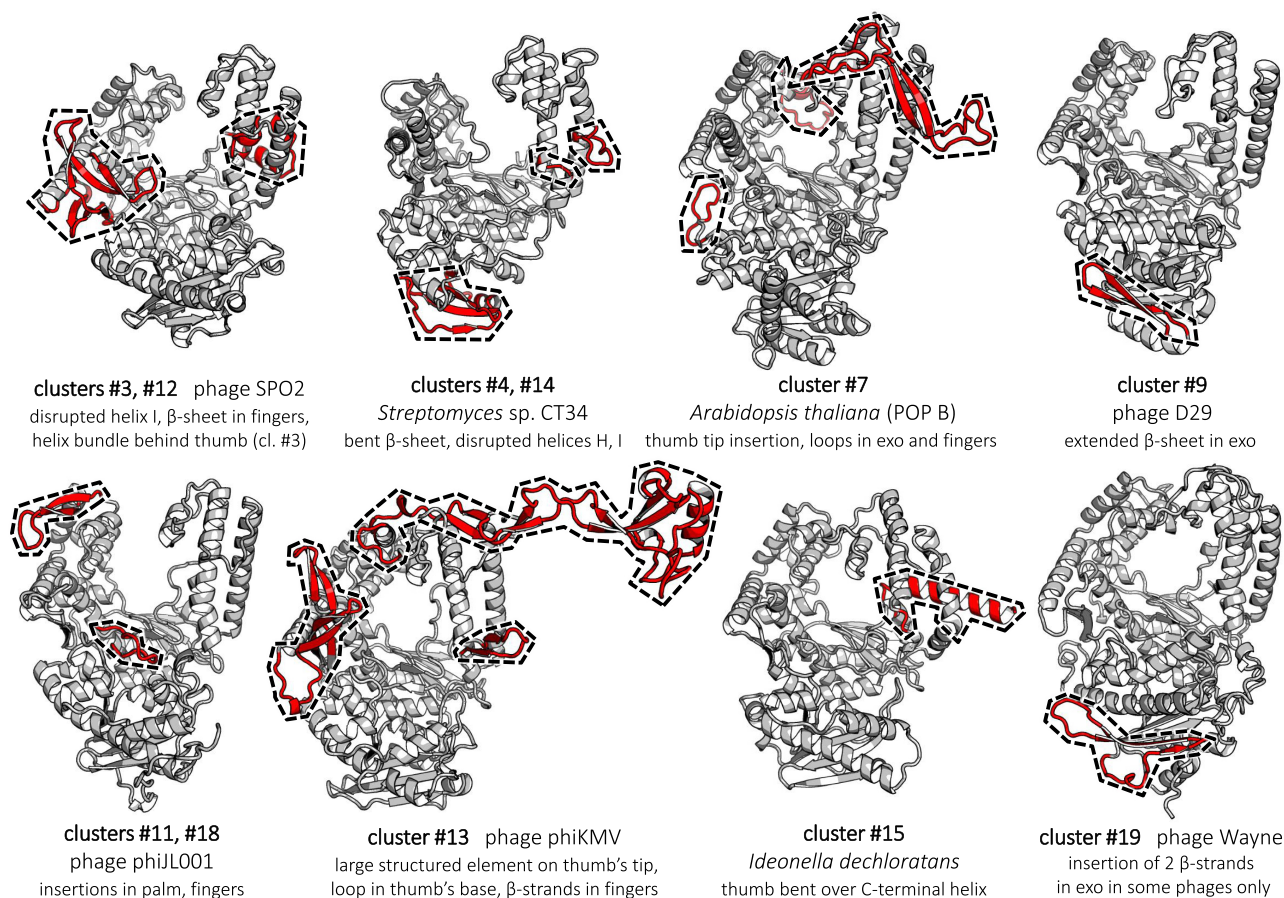 clusters #3, #12 phage SPO2
disrupted helix I, β-sheet in fingers,
helix bundle behind thumb (cl. #3)
clusters #4, #14
Streptomyces sp. CT34
bent β-sheet, disrupted helices H, I
cluster #7
Arabidopsis thaliana (POP B)
thumb tip insertion, loops in exo and fingers
cluster #9
phage D29
extended β-sheet in exo
clusters #11, #18
phage phiJL001
insertions in palm, fingers
cluster #13 phage phiKMV
large structured element on thumb's tip,
loop in thumb's base, β-strands in fingers
cluster #15
Ideonella dechloratans
thumb bent over C-terminal helix
cluster #19 phage Wayne
insertion of 2 β-strands
in exo in some phages only